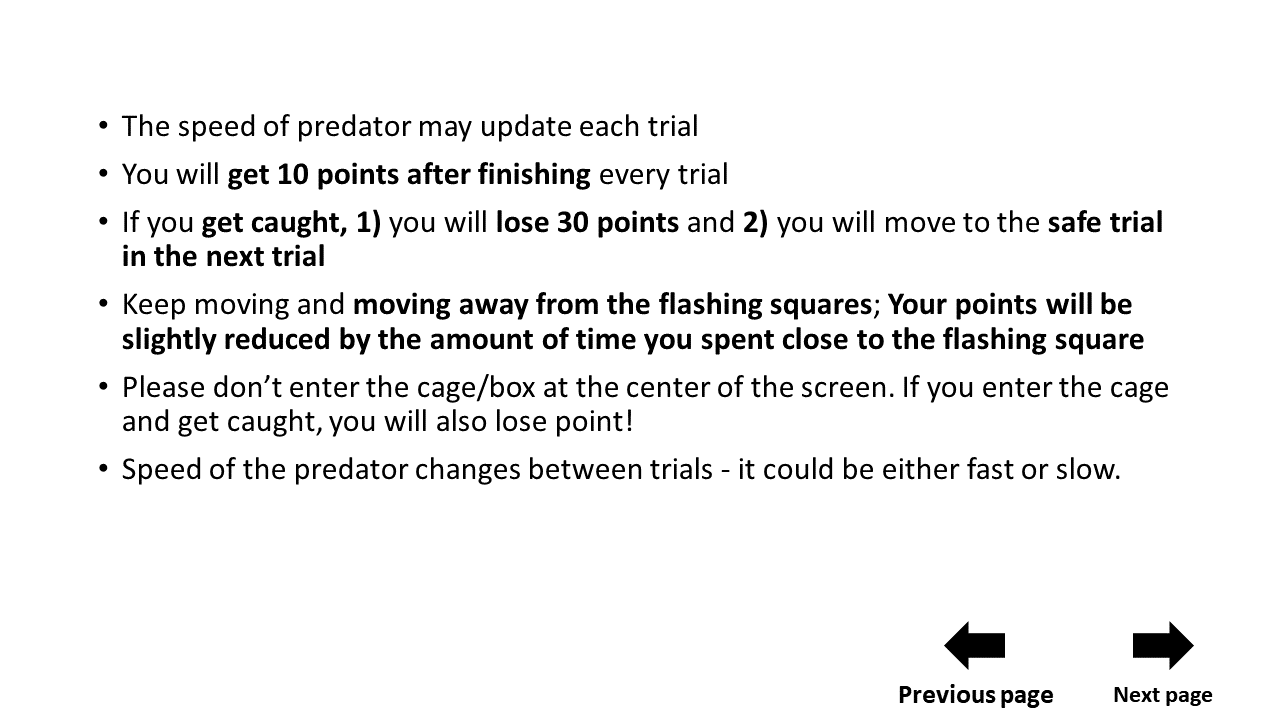 • The speed of predator may update each trial
• You will get 10 points after finishing every trial
• If you get caught, 1) you will lose 30 points and 2) you will move to the safe trial
in the next trial
• Keep moving and moving away from the flashing squares; Your points will be
slightly reduced by the amount of time you spent close to the flashing square
• Please don’t enter the cage/box at the center of the screen. If you enter the cage
and get caught, you will also lose point!
• Speed of the predator changes between trials - it could be either fast or slow.
Previous page
Next page